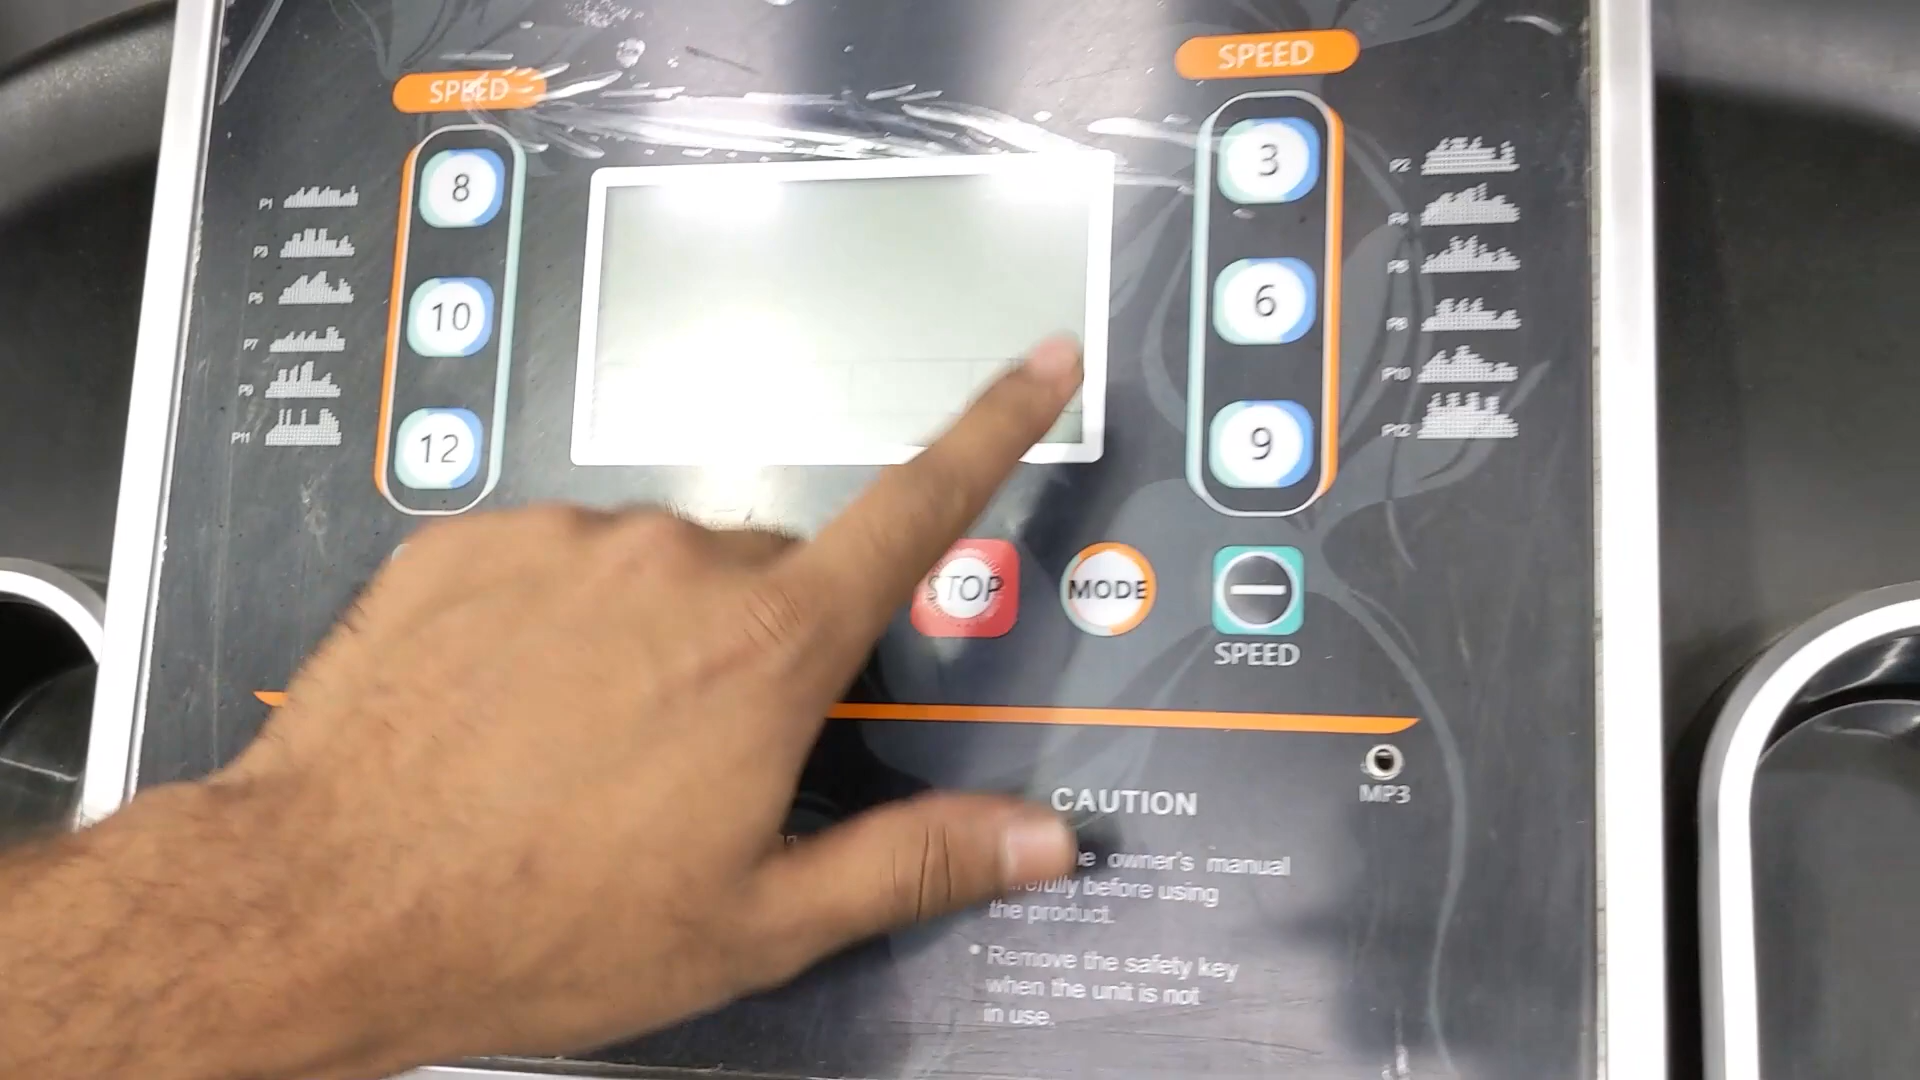 SPEED
SPEED
8
10
12
3
6
9
P1
P3
P5
P7
P9
P11
P2
P4
P6
P8
P10
P12
STOP
MODE
SPEED
MP3
CAUTION
owner's manual
before using
the product.
• Remove the safety key
when the unit is not
in use.